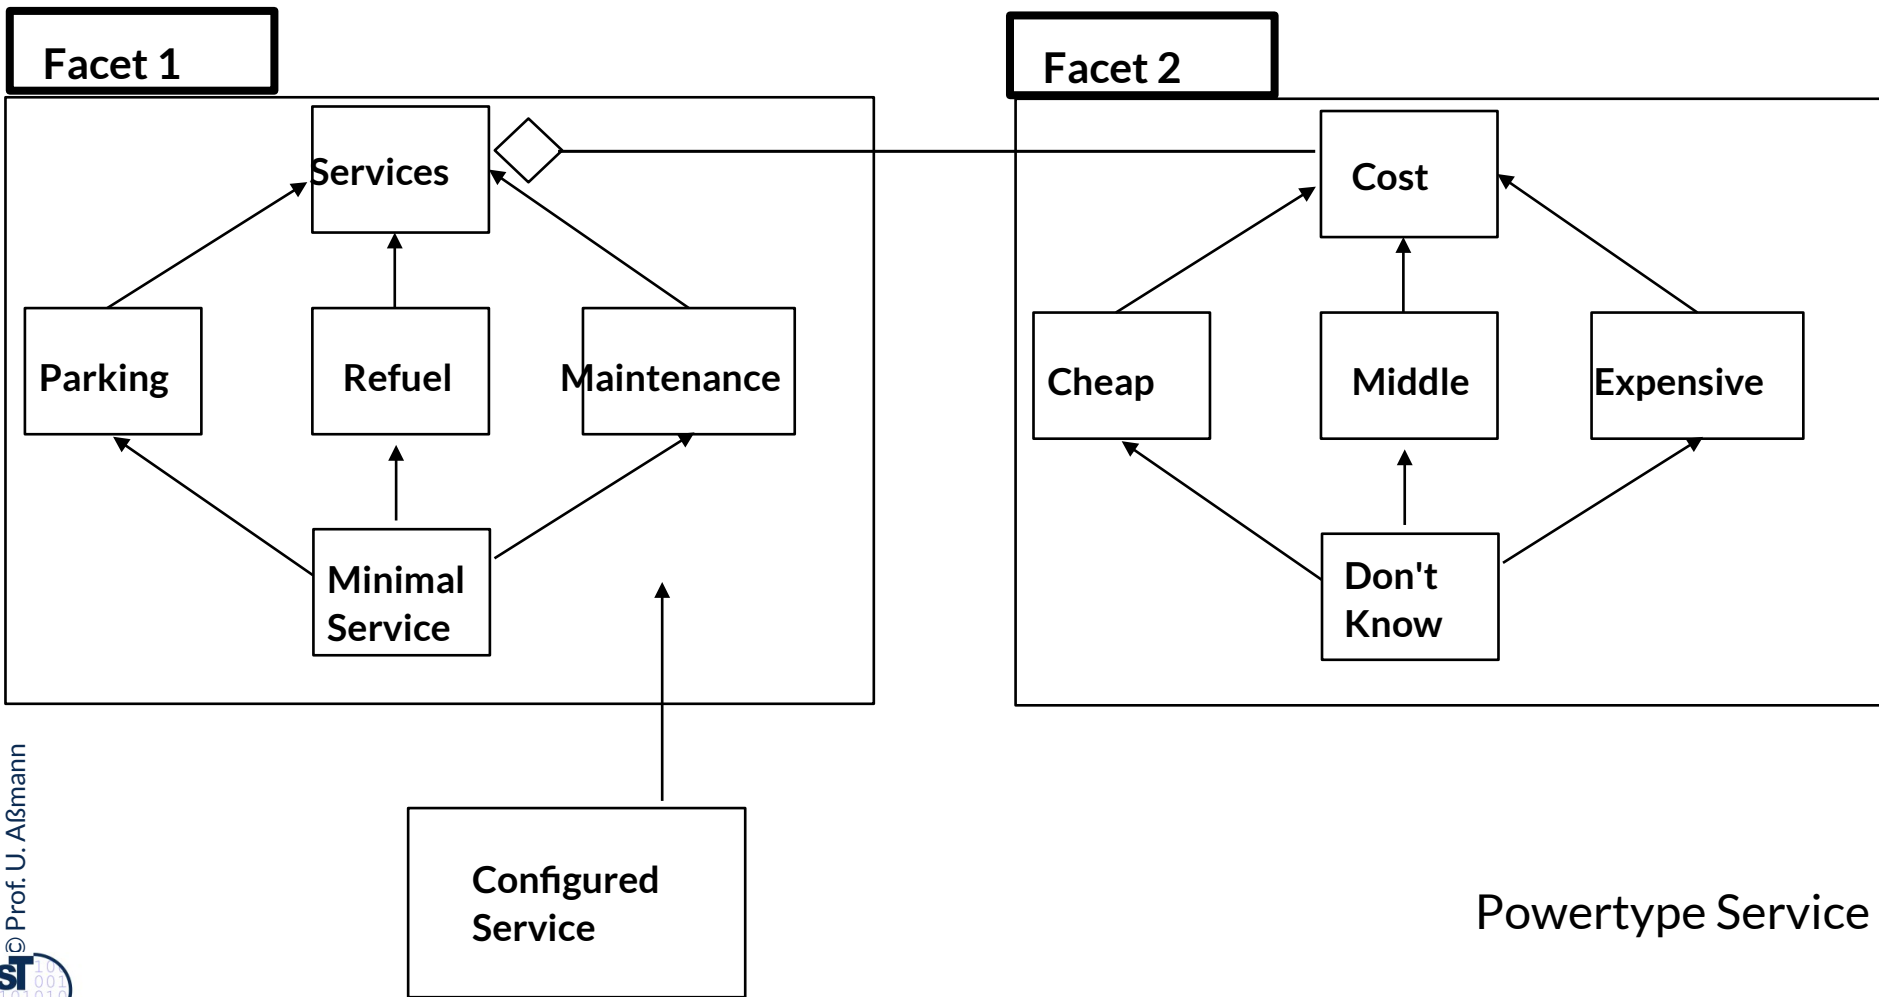 Facet 1
Facet 2
Services
Cost
Parking
Refuel
Maintenance
Cheap
Middle
Expensive
Minimal
Service
Don't
Know
Configured
Service
Powertype Service
© Prof. U. Aßmann
ST